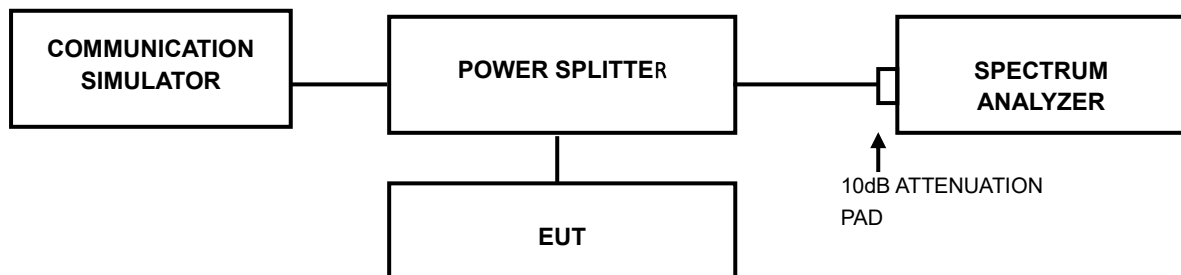 COMMUNICATION
SIMULATOR
POWER SPLITTER
SPECTRUM
ANALYZER
10dB ATTENUATION
PAD
EUT